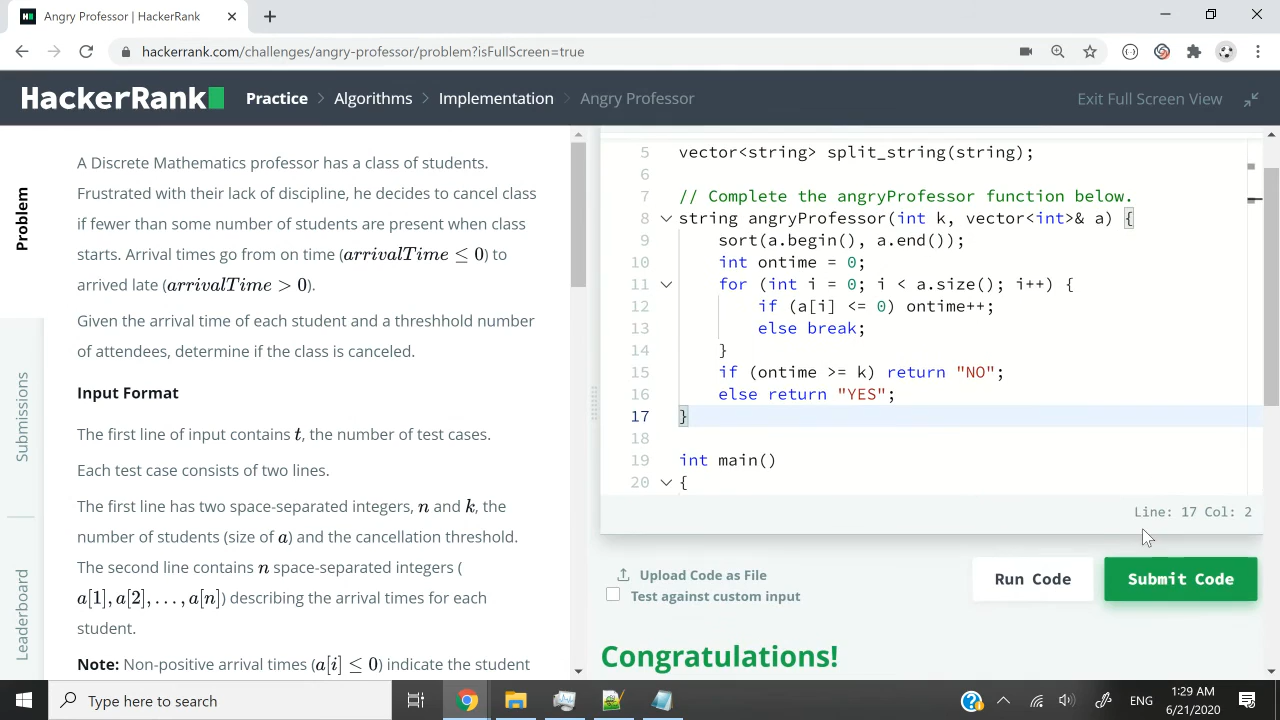 Angry Professor | HackerRank
hackerrank.com/challenges/angry-professor/problem?isFullScreen=true
HackerRank
Practice > Algorithms > Implementation > Angry Professor
Exit Full Screen View
Problem
Submissions
Leaderboard
A Discrete Mathematics professor has a class of students.
Frustrated with their lack of discipline, he decides to cancel class
if fewer than some number of students are present when class
starts. Arrival times go from on time (arrivalTime ≤ 0) to
arrived late (arrivalTime > 0).
Given the arrival time of each student and a threshhold number
of attendees, determine if the class is canceled.
Input Format
The first line of input contains t, the number of test cases.
Each test case consists of two lines.
The first line has two space-separated integers, n and k, the
number of students (size of a) and the cancellation threshold.
The second line contains n space-separated integers (
a[1], a[2], . . . , a[n]) describing the arrival times for each
student.
Note: Non-positive arrival times (a[i] ≤ 0) indicate the student
5 vector<string> split_string(string);
6
7 // Complete the angryProfessor function below.
8 string angryProfessor(int k, vector<int>& a) {
9 sort(a.begin(), a.end());
10 int ontime = 0;
11 for (int i = 0; i < a.size(); i++) {
12 if (a[i] <= 0) ontime++;
13 else break;
14 }
15 if (ontime >= k) return "NO";
16 else return "YES";
17 }
18
19 int main()
20 {
Line: 17 Col: 2
Upload Code as File
Test against custom input
Run Code
Submit Code
Congratulations!
Type here to search
ENG
1:29 AM
6/21/2020